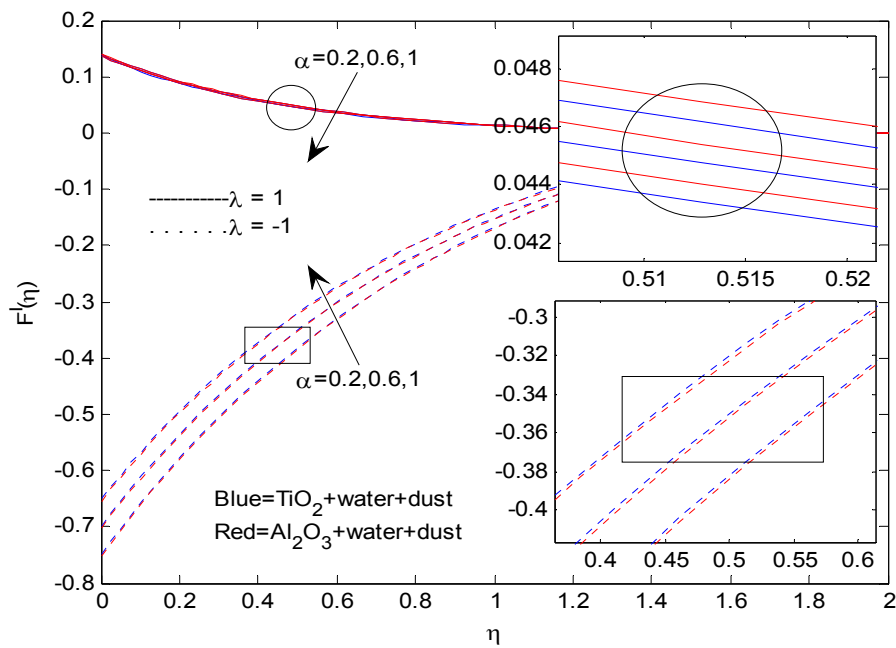 0.2
0.1
0
-0.1
-0.2
-0.3
-0.4
-0.5
-0.6
-0.7
-0.8
F^I(η)
α=0.2,0.6,1
λ = 1
λ = -1
α=0.2,0.6,1
Blue=TiO₂+water+dust
Red=Al₂O₃+water+dust
0.048
0.046
0.044
0.042
0.51 0.515 0.52
-0.3
-0.32
-0.34
-0.36
-0.38
-0.4
0.4 0.45 0.5 0.55 0.6
0 0.2 0.4 0.6 0.8 1 1.2 1.4 1.6 1.8 2
η